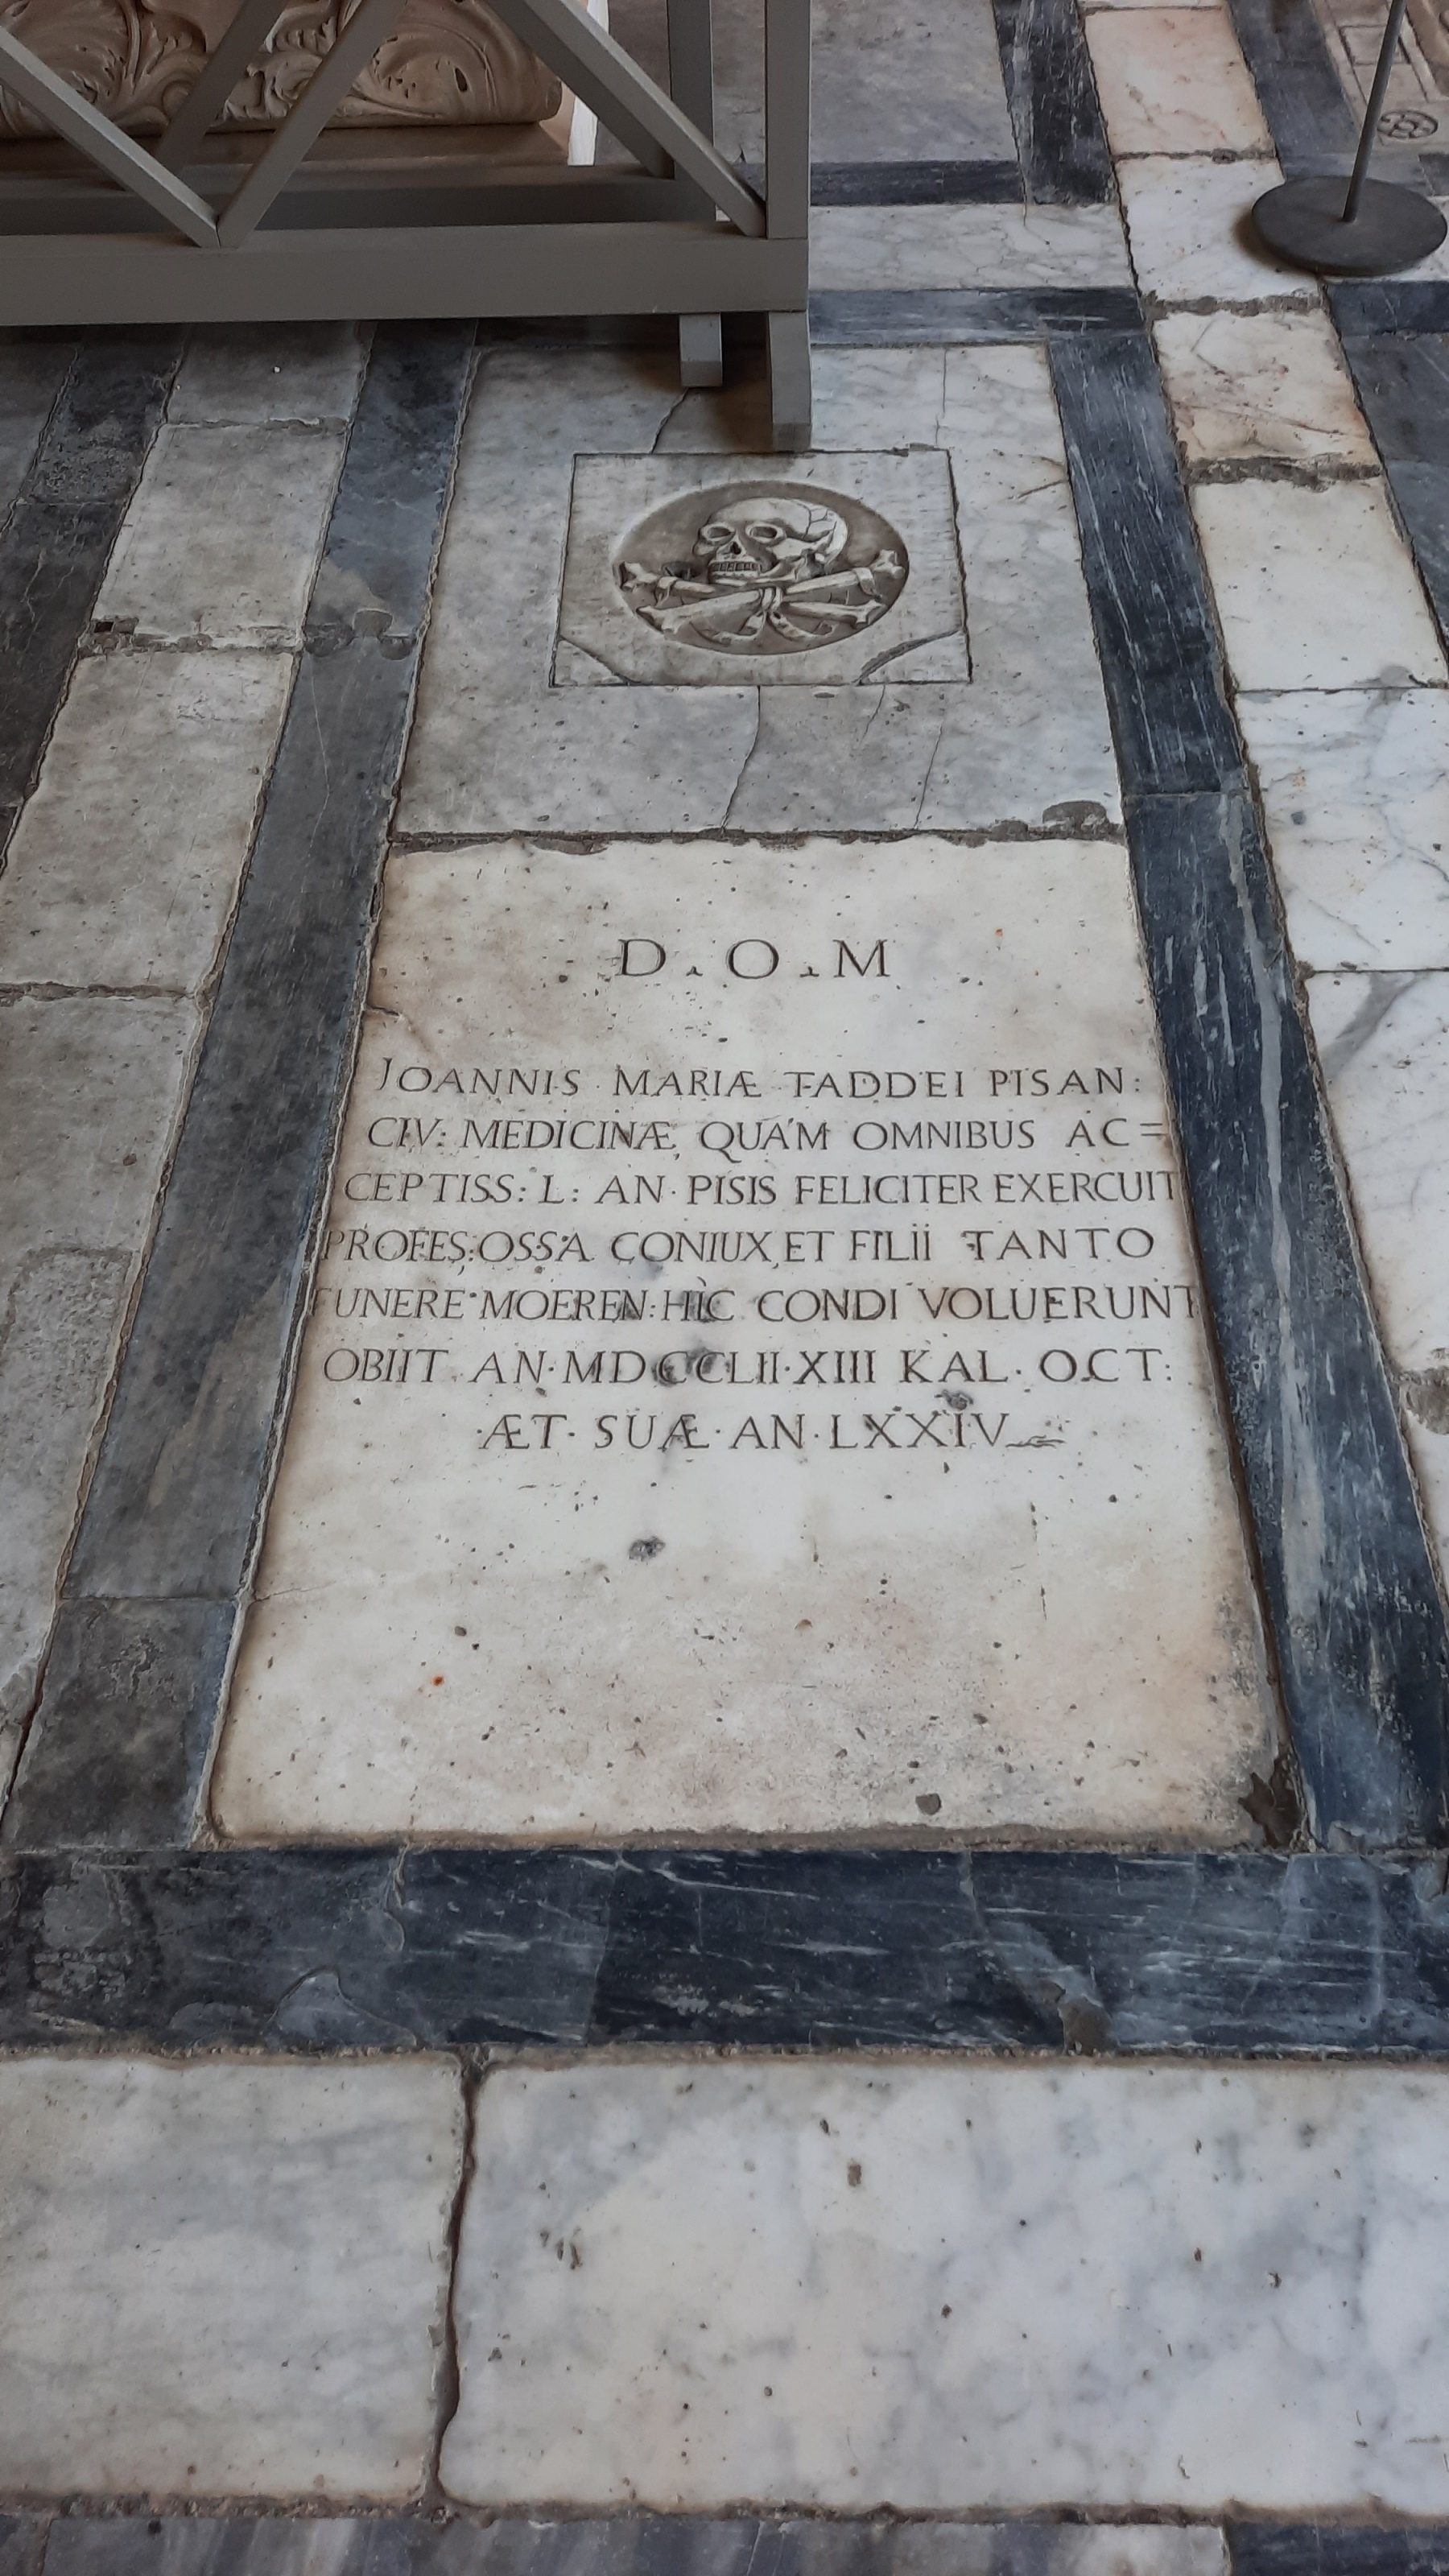 D . O . M
JOANNIS · MARIÆ TADDEI PISAN:
CIV: MEDICINÆ, QUAM OMNIBUS AC=
CEPTISS: L: AN · PISIS FELICITER EXERCUIT
PROFES: OSSA CONIUX, ET FILII TANTO
FUNERE MOEREN: HÌC CONDI VOLUERUNT
OBIIT AN · MDCCLII · XIII KAL · OCT:
ÆT · SUÆ · AN · LXXIV